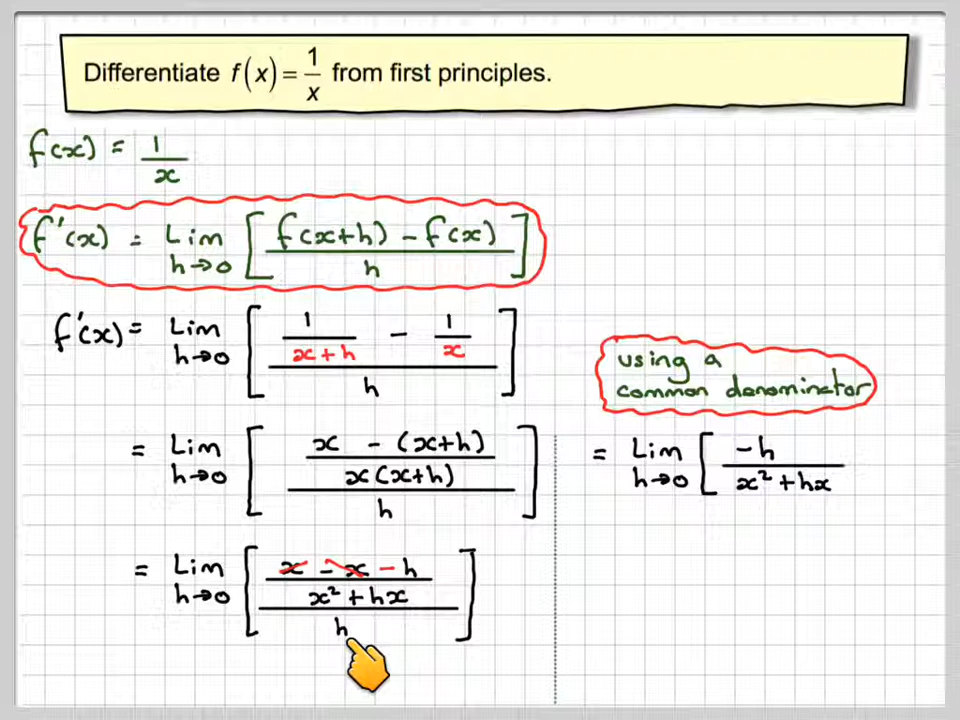 Differentiate f(x) = 1/x from first principles.
f(x) = 1/x
f'(x) = Lim h→0 [ (f(x+h) - f(x)) / h ]
f'(x) = Lim h→0 [ (1/(x+h) - 1/x) / h ]
using a
common denominator
= Lim h→0 [ ((x - (x+h)) / (x(x+h))) / h ]
= Lim h→0 [ ((x - x - h) / (x² + hx)) / h ]
= Lim h→0 [ -h / (x² + hx)